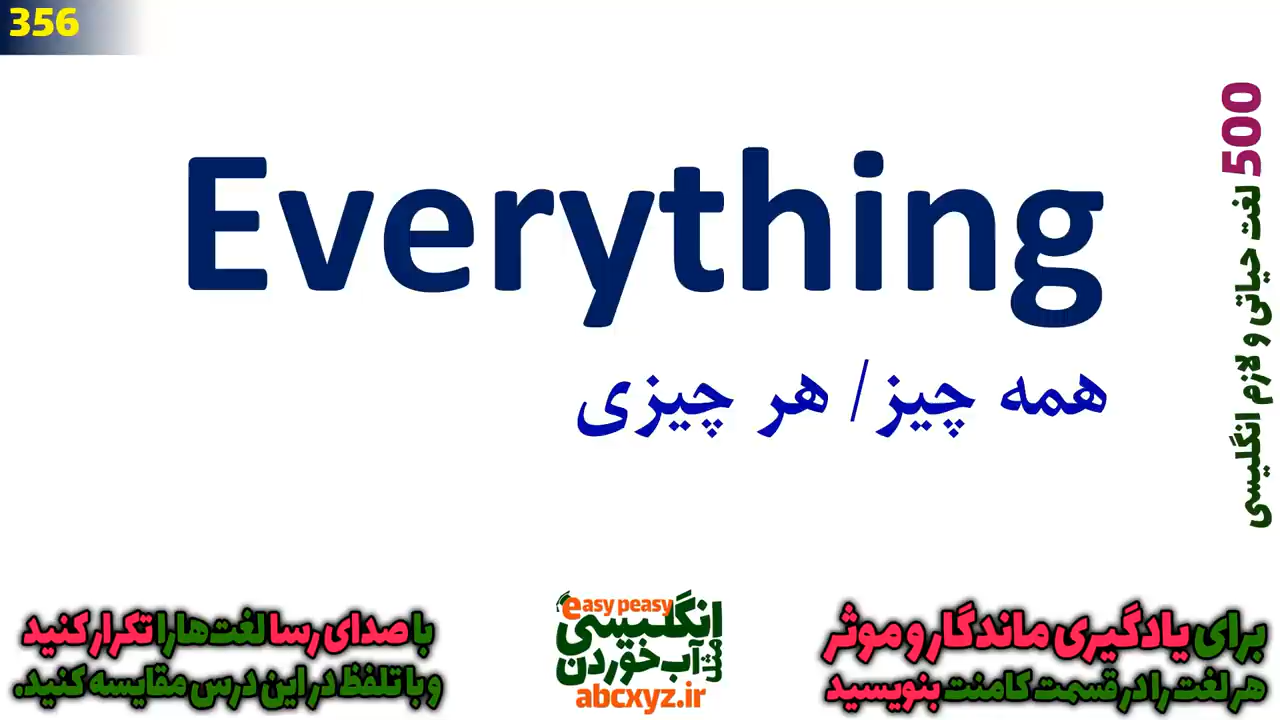 356
Everything
همه چیز/ هر چیزی
500 لغت حیاتی و لازم انگلیسی
برای یادگیری ماندگار و موثر
هر لغت را در قسمت کامنت بنویسید
easy peasy
انگلیسی
مثل آب خوردن
abcxyz.ir
با صدای رسا لغت‌ها را تکرار کنید
و با تلفظ در این درس مقایسه کنید.